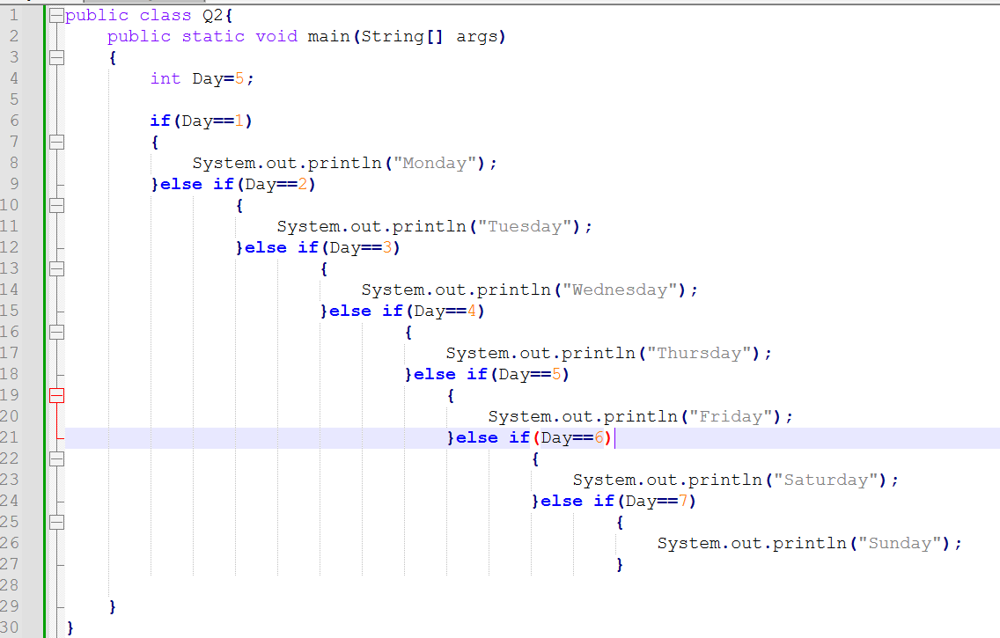 1 public class Q2{
2 public static void main(String[] args)
3 {
4 int Day=5;
5
6 if(Day==1)
7 {
8 System.out.println("Monday");
9 }else if(Day==2)
10 {
11 System.out.println("Tuesday");
12 }else if(Day==3)
13 {
14 System.out.println("Wednesday");
15 }else if(Day==4)
16 {
17 System.out.println("Thursday");
18 }else if(Day==5)
19 {
20 System.out.println("Friday");
21 }else if(Day==6)
22 {
23 System.out.println("Saturday");
24 }else if(Day==7)
25 {
26 System.out.println("Sunday");
27 }
28
29 }
30 }